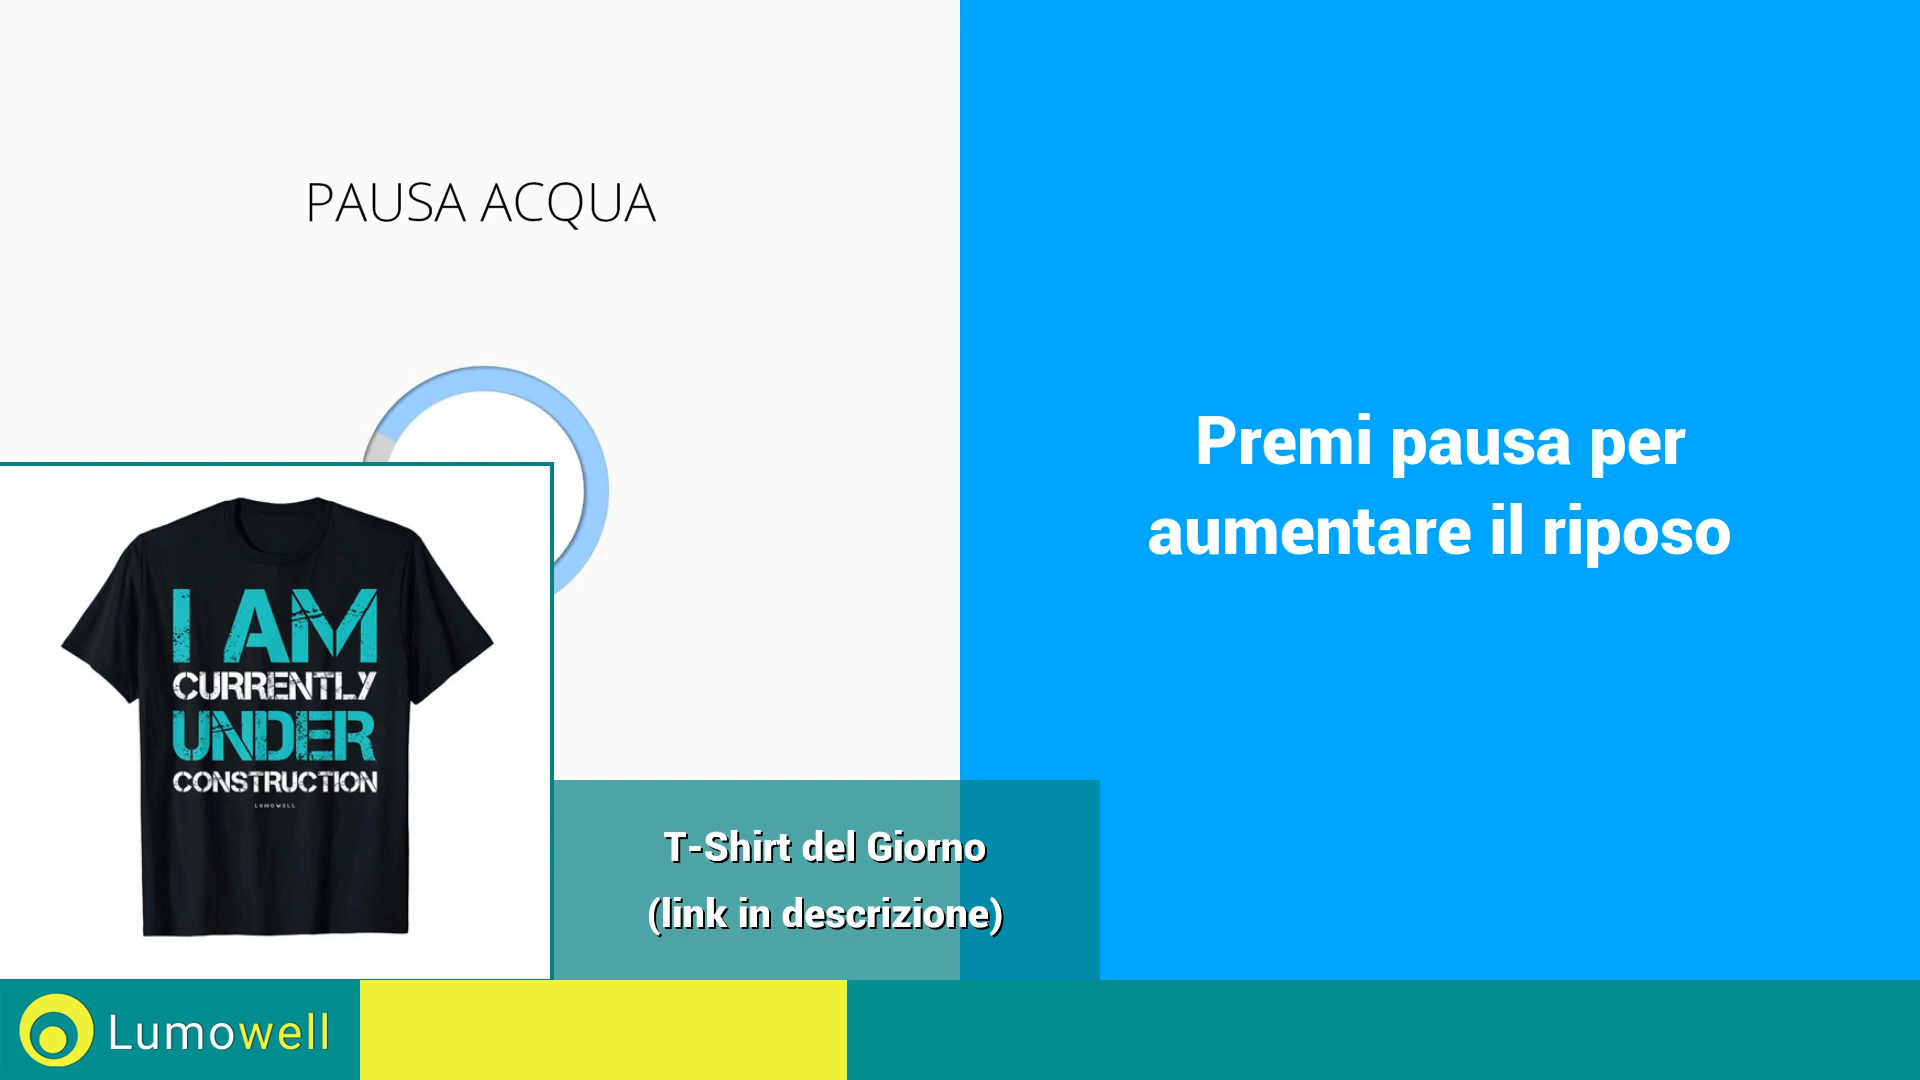 PAUSA ACQUA
Premi pausa per
aumentare il riposo
I AM
CURRENTLY
UNDER
CONSTRUCTION
LUMOWELL
T-Shirt del Giorno
(link in descrizione)
Lumowell